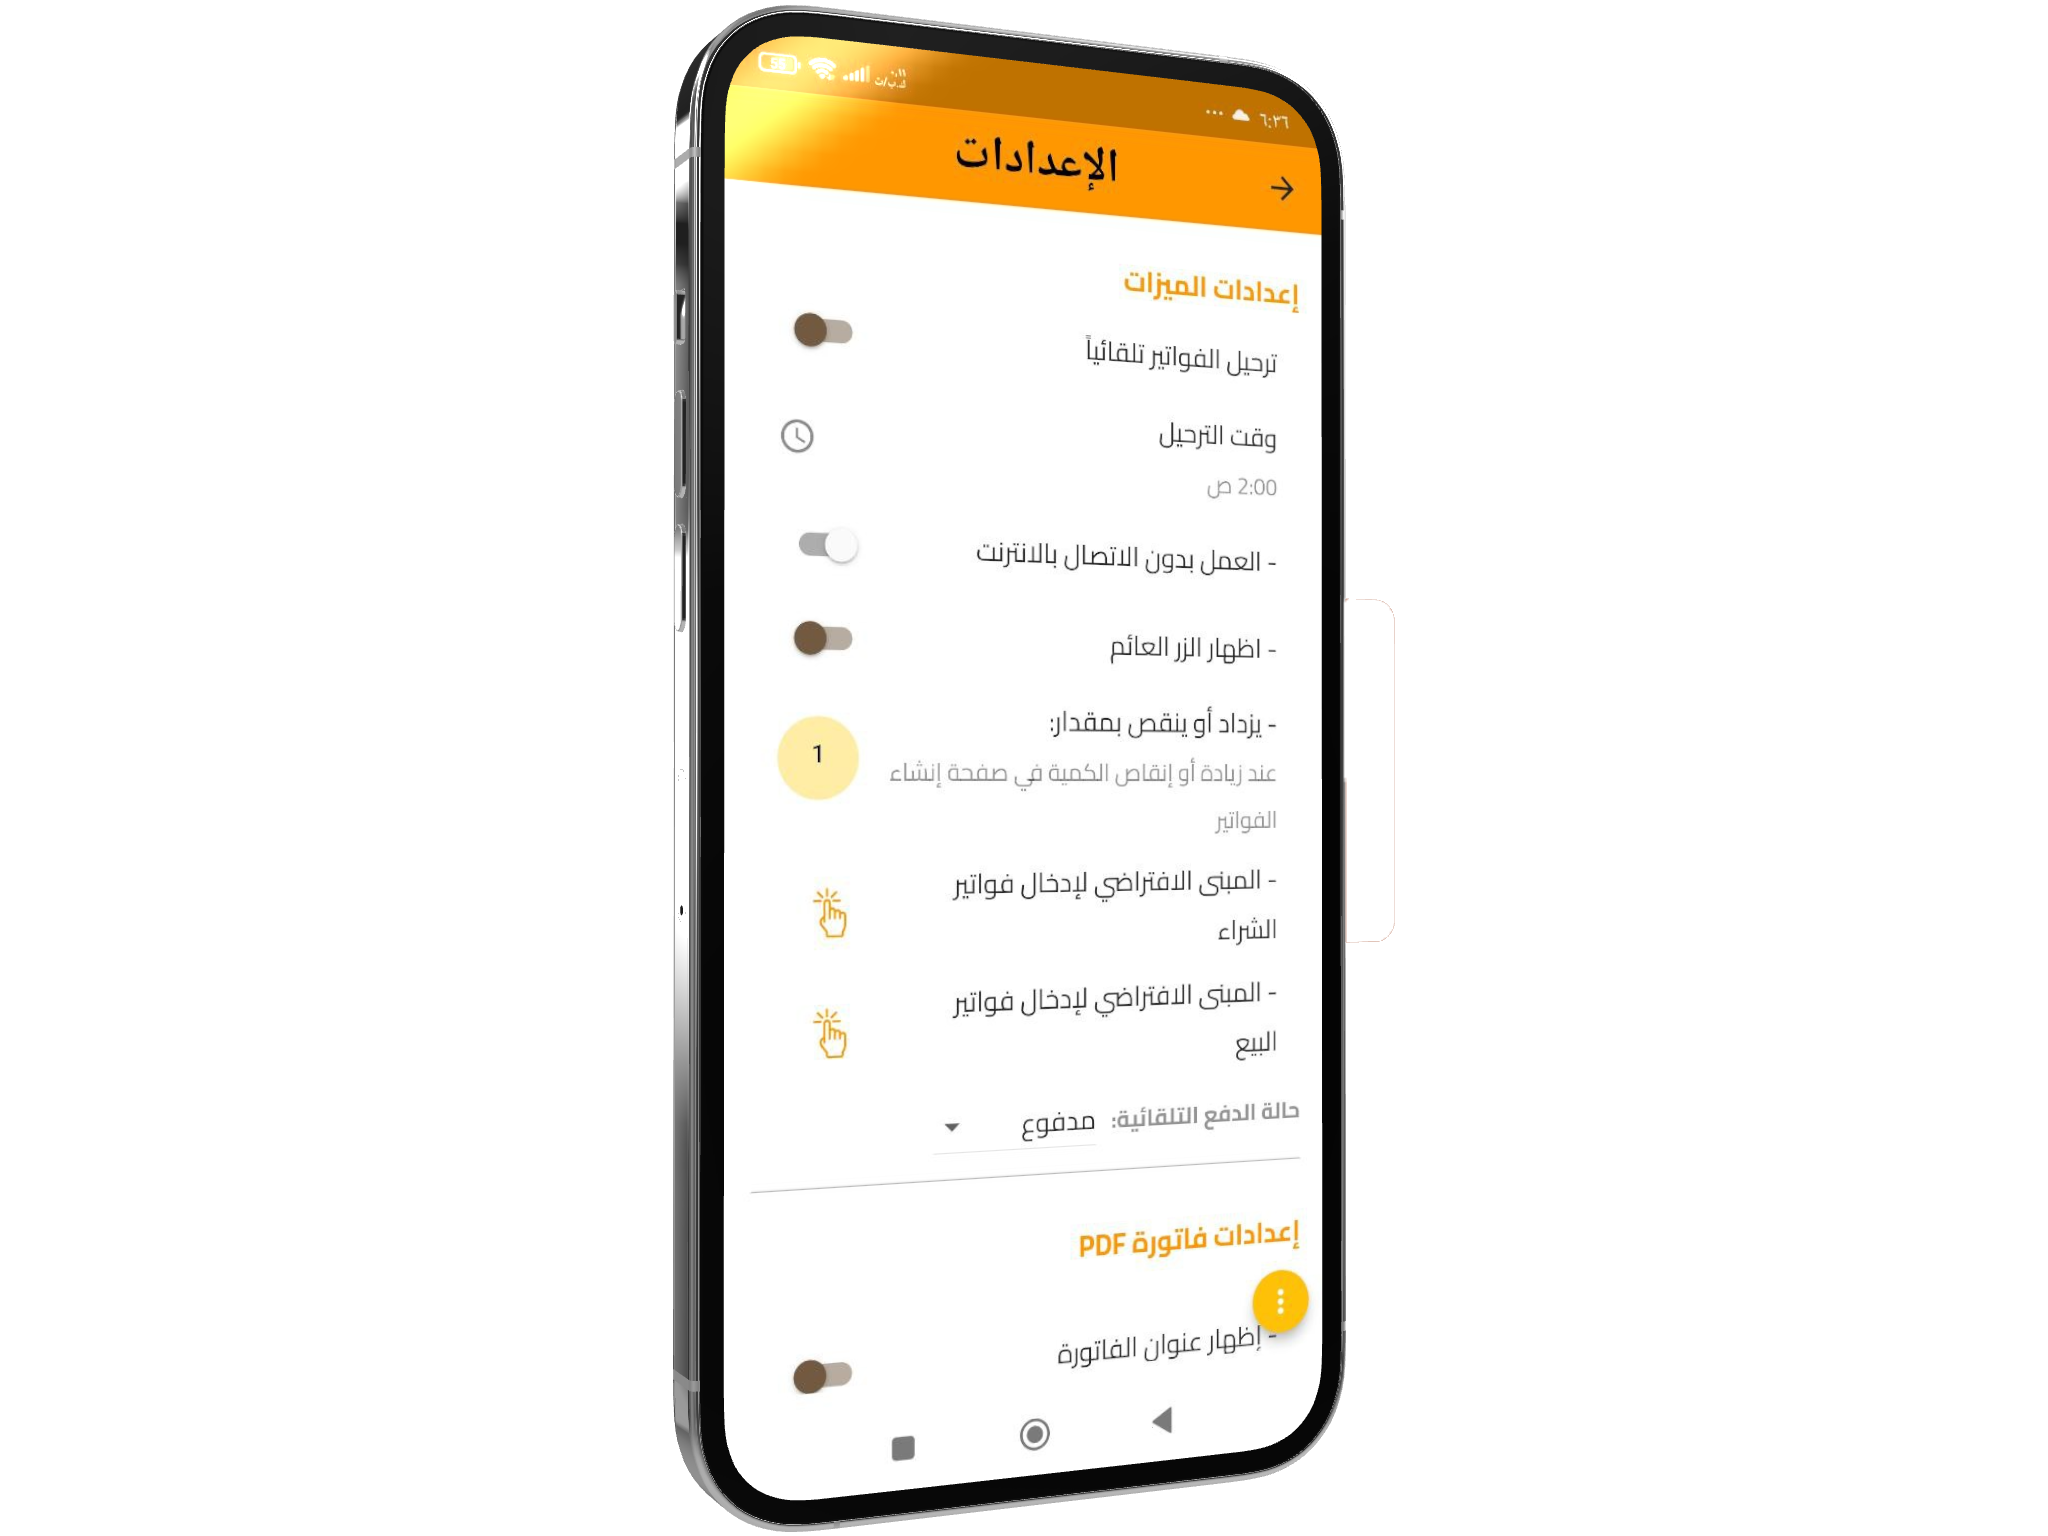 ٦:٣٦
الإعدادات
إعدادات الميزات
ترحيل الفواتير تلقائياً
وقت الترحيل
2:00 ص
- العمل بدون الاتصال بالانترنت
- اظهار الزر العائم
- يزداد أو ينقص بمقدار:
1
عند زيادة أو إنقاص الكمية في صفحة إنشاء
الفواتير
- المبنى الافتراضي لإدخال فواتير
الشراء
- المبنى الافتراضي لإدخال فواتير
البيع
حالة الدفع التلقائية: مدفوع
إعدادات فاتورة PDF
- إظهار عنوان الفاتورة